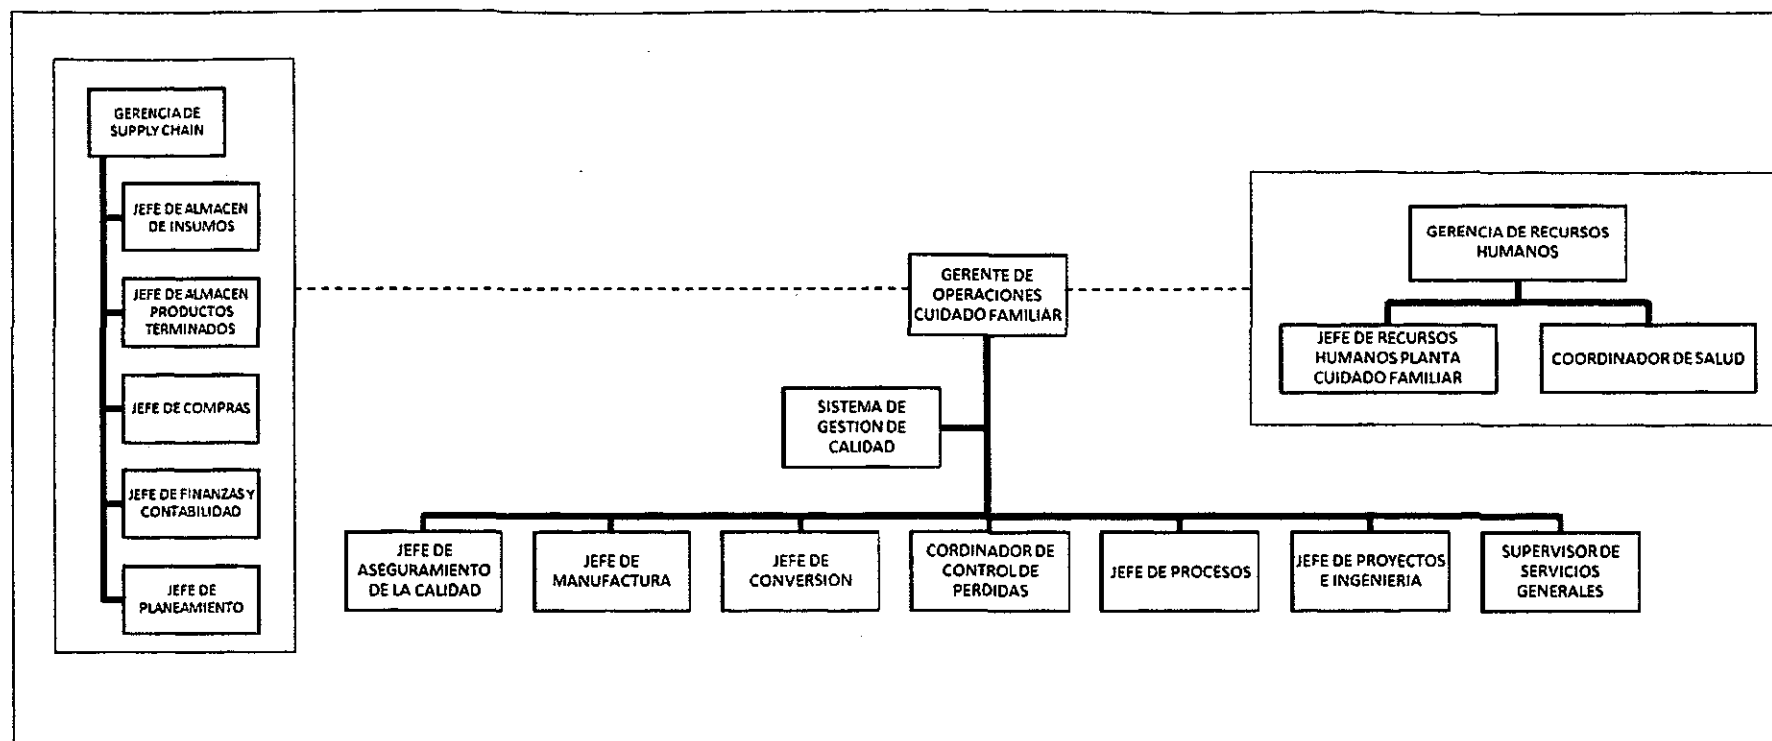 GERENCIA DE
SUPPLY CHAIN
JEFE DE ALMACEN
DE INSUMOS
JEFE DE ALMACEN
PRODUCTOS
TERMINADOS
JEFE DE COMPRAS
JEFE DE FINANZAS Y
CONTABILIDAD
JEFE DE
PLANEAMIENTO
GERENTE DE
OPERACIONES
CUIDADO FAMILIAR
SISTEMA DE
GESTION DE
CALIDAD
GERENCIA DE RECURSOS
HUMANOS
JEFE DE RECURSOS
HUMANOS PLANTA
CUIDADO FAMILIAR
COORDINADOR DE SALUD
JEFE DE
ASEGURAMIENTO
DE LA CALIDAD
JEFE DE
MANUFACTURA
JEFE DE
CONVERSION
CORDINADOR DE
CONTROL DE
PERDIDAS
JEFE DE PROCESOS
JEFE DE PROYECTOS
E INGENIERIA
SUPERVISOR DE
SERVICIOS
GENERALES